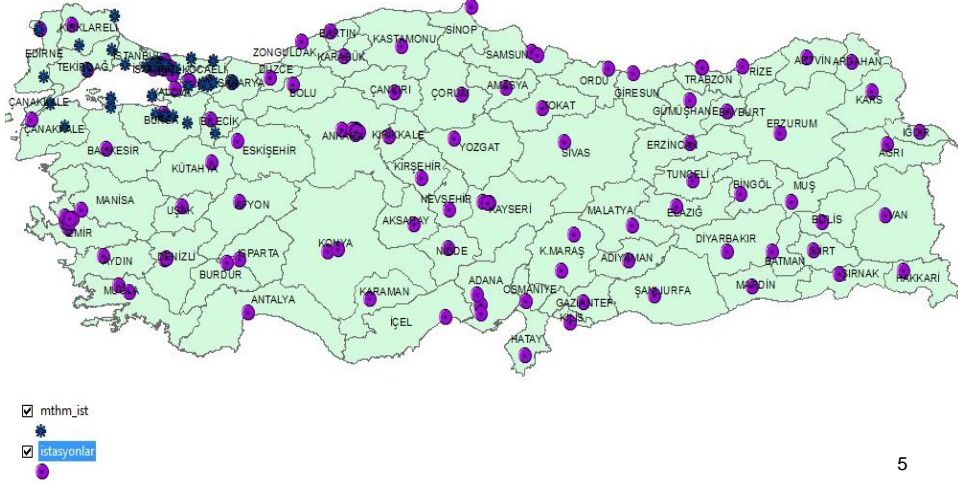 SİNOP
KIRKLARELİ
BARTIN
KASTAMONU
EDİRNE
İSTANBUL
ZONGULDAK
KARABÜK
SAMSUN
ARTVİN
ARDAHAN
TEKİRDAĞ
KOCAELİ
DÜZCE
ORDU
TRABZON
RİZE
SAKARYA
BOLU
ÇANKIRI
ÇORUM
AMASYA
GİRESUN
KARS
ÇANAKKALE
TOKAT
GÜMÜŞHANE
BAYBURT
ÇANAKKALE
BURSA
BİLECİK
ANKARA
KIRIKKALE
ERZURUM
IĞDIR
BALIKESİR
ESKİŞEHİR
YOZGAT
SİVAS
ERZİNCAN
AĞRI
KÜTAHYA
KIRŞEHİR
TUNCELİ
BİNGÖL
MUŞ
MANİSA
UŞAK
AFYON
NEVŞEHİR
KAYSERİ
MALATYA
ELAZIĞ
VAN
İZMİR
AKSARAY
BİTLİS
KONYA
NİĞDE
K.MARAŞ
DİYARBAKIR
SİİRT
AYDIN
DENİZLİ
ISPARTA
ADIYAMAN
BATMAN
BURDUR
ŞIRNAK
HAKKARİ
MUĞLA
ADANA
MARDİN
ANTALYA
KARAMAN
OSMANİYE
GAZİANTEP
ŞANLIURFA
İÇEL
KİLİS
HATAY
mthm_ist
istasyonlar
5